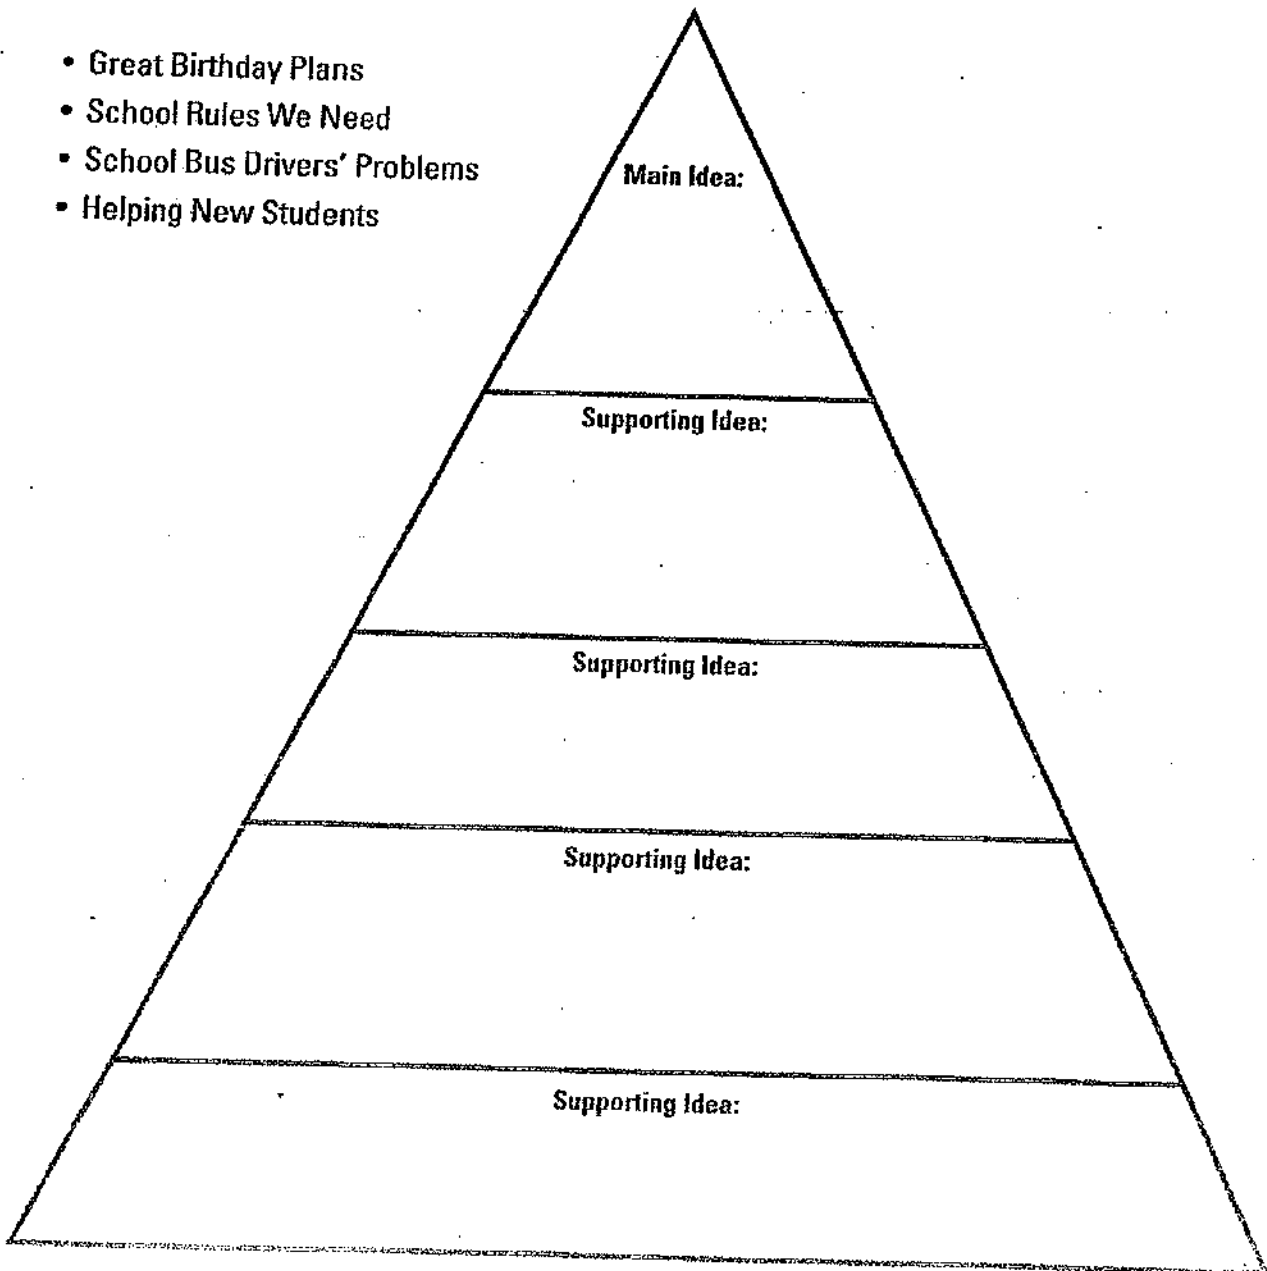 • Great Birthday Plans
• School Rules We Need
• School Bus Drivers' Problems
• Helping New Students
Main Idea:
Supporting Idea:
Supporting Idea:
Supporting Idea:
Supporting Idea: